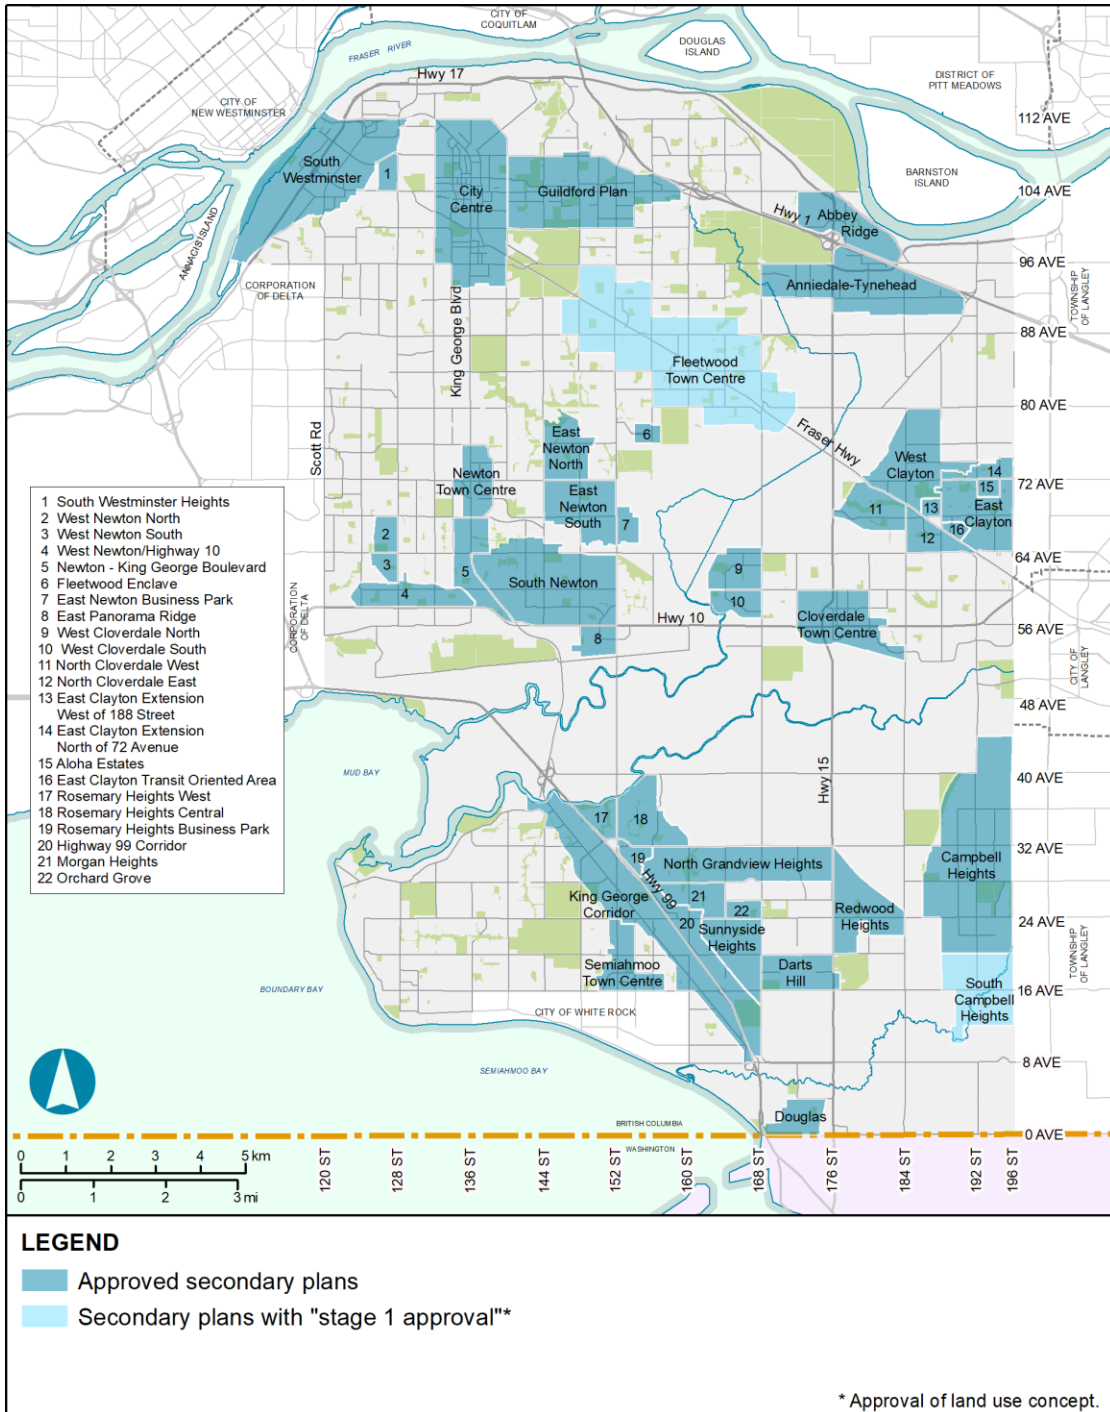 CITY OF
COQUITLAM
DOUGLAS
ISLAND
FRASER RIVER
Hwy 17
DISTRICT OF
PITT MEADOWS
CITY OF
NEW WESTMINSTER
112 AVE
South
Westminster
1
City
Centre
Guildford Plan
BARNSTON
ISLAND
104 AVE
Hwy 1
Abbey
Ridge
ANNACIS ISLAND
CORPORATION
OF DELTA
96 AVE
Anniedale-Tynehead
TOWNSHIP
OF LANGLEY
King George Blvd
88 AVE
Fleetwood
Town Centre
80 AVE
Scott Rd
East
Newton
North
6
Fraser Hwy
West
Clayton
14
Newton
Town Centre
72 AVE
15
East
Newton
South
7
11
13
East
Clayton
16
12
2
64 AVE
3
5
South Newton
9
4
10
CORPORATION
OF DELTA
Hwy 10
Cloverdale
Town Centre
56 AVE
8
CITY OF
LANGLEY
48 AVE
1 South Westminster Heights
2 West Newton North
3 West Newton South
4 West Newton/Highway 10
5 Newton - King George Boulevard
6 Fleetwood Enclave
7 East Newton Business Park
8 East Panorama Ridge
9 West Cloverdale North
10 West Cloverdale South
11 North Cloverdale West
12 North Cloverdale East
13 East Clayton Extension
West of 188 Street
14 East Clayton Extension
North of 72 Avenue
15 Aloha Estates
16 East Clayton Transit Oriented Area
17 Rosemary Heights West
18 Rosemary Heights Central
19 Rosemary Heights Business Park
20 Highway 99 Corridor
21 Morgan Heights
22 Orchard Grove
MUD BAY
Hwy 15
40 AVE
17
18
32 AVE
19
North Grandview Heights
Campbell
Heights
Hwy 99
King George
Corridor
21
22
20
Redwood
Heights
24 AVE
Sunnyside
Heights
TOWNSHIP
OF LANGLEY
Semiahmoo
Town Centre
Darts
Hill
South
Campbell
Heights
BOUNDARY BAY
16 AVE
CITY OF WHITE ROCK
8 AVE
SEMIAHMOO BAY
Douglas
BRITISH COLUMBIA
0 AVE
WASHINGTON
0 1 2 3 4 5 km
0 1 2 3 mi
120 ST
128 ST
136 ST
144 ST
152 ST
160 ST
168 ST
176 ST
184 ST
192 ST
196 ST
LEGEND
Approved secondary plans
Secondary plans with "stage 1 approval"*
* Approval of land use concept.